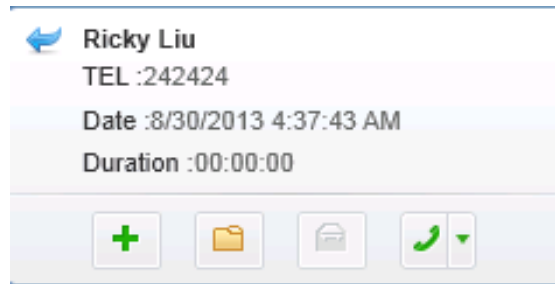 Ricky Liu
TEL :242424
Date :8/30/2013 4:37:43 AM
Duration :00:00:00